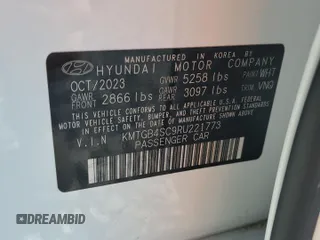 MANUFACTURED IN KOREA BY
HYUNDAI MOTOR COMPANY
OCT/2023 GVWR 5258 lbs PAINT WHT
GAWR FRONT 2866 lbs GAWR REAR 3097 lbs TRIM VNQ
THIS VEHICLE CONFORMS TO ALL APPLICABLE
FEDERAL MOTOR VEHICLE SAFETY, BUMPER, AND
THEFT PREVENTION STANDARDS IN EFFECT ON
THE DATE OF MANUFACTURE SHOWN ABOVE.
V.I.N KMTGB4SC9RU221773
PASSENGER CAR
AUTOBIDMASTER